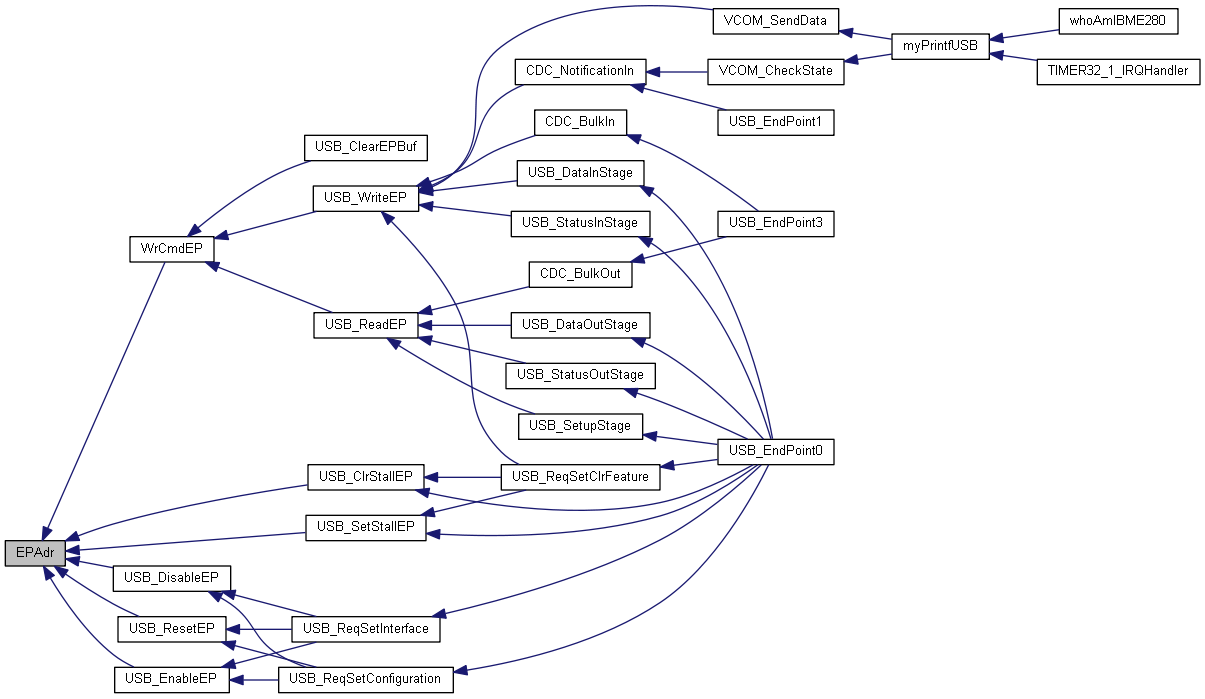 VCOM_SendData
whoAmIBME280
myPrintfUSB
CDC_NotificationIn
VCOM_CheckState
TIMER32_1_IRQHandler
CDC_BulkIn
USB_EndPoint1
USB_ClearEPBuf
USB_DataInStage
USB_WriteEP
USB_StatusInStage
USB_EndPoint3
WrCmdEP
CDC_BulkOut
USB_ReadEP
USB_DataOutStage
USB_StatusOutStage
USB_SetupStage
USB_EndPoint0
USB_ClrStallEP
USB_ReqSetClrFeature
USB_SetStallEP
EPAdr
USB_DisableEP
USB_ResetEP
USB_ReqSetInterface
USB_EnableEP
USB_ReqSetConfiguration